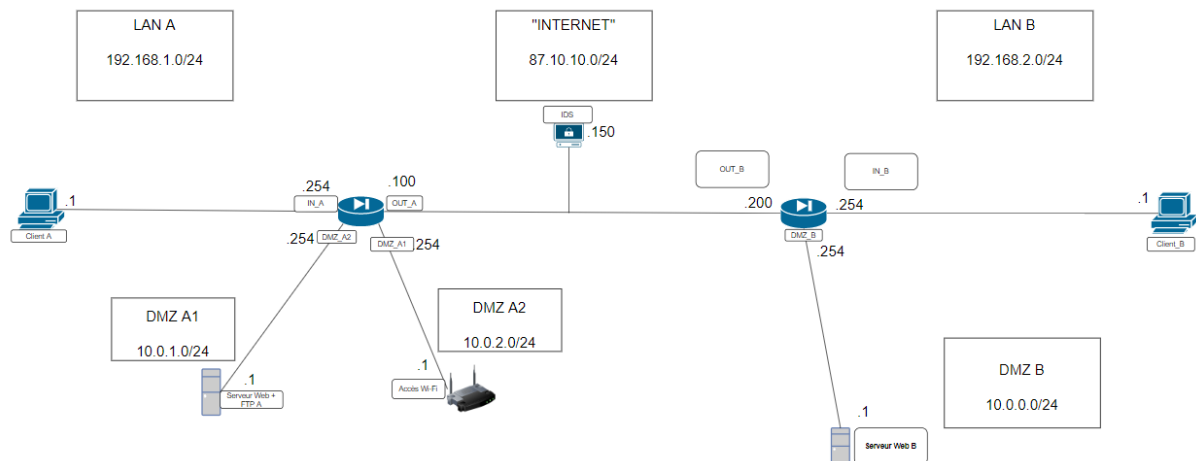 LAN A
192.168.1.0/24
"INTERNET"
87.10.10.0/24
LAN B
192.168.2.0/24
IDS
.150
OUT_B
IN_B
.1
Client A
.254
IN_A
.100
OUT_A
.200
.254
.1
Client_B
.254
DMZ_A2
DMZ_A1
254
DMZ_B
.254
DMZ A1
10.0.1.0/24
DMZ A2
10.0.2.0/24
.1
Serveur Web +
FTP A
.1
Accès Wi-Fi
DMZ B
10.0.0.0/24
.1
Serveur Web B